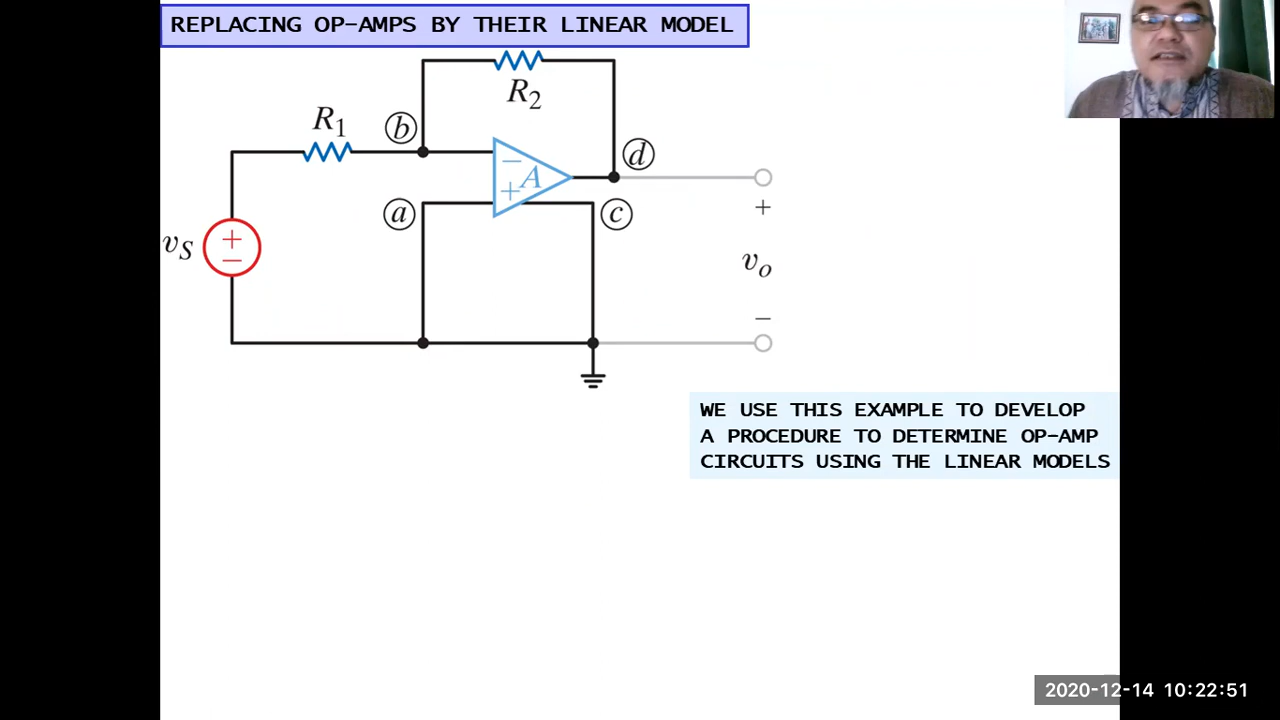 REPLACING OP-AMPS BY THEIR LINEAR MODEL
R2
R1
b
d
−
A
+
a
c
+
vS
+
−
vo
−
WE USE THIS EXAMPLE TO DEVELOP
A PROCEDURE TO DETERMINE OP-AMP
CIRCUITS USING THE LINEAR MODELS
2020-12-14 10:22:51